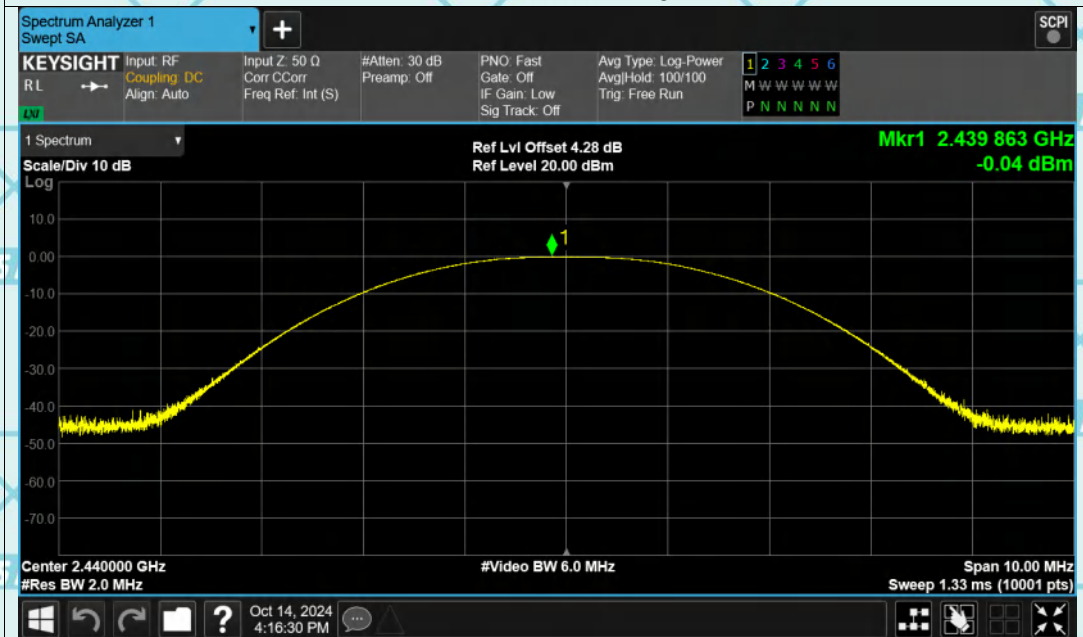 Spectrum Analyzer 1
Swept SA
+
SCPI
KEYSIGHT
RL
LXI
Input: RF
Coupling: DC
Align: Auto
Input Z: 50 Ω
Corr CCorr
Freq Ref: Int (S)
#Atten: 30 dB
Preamp: Off
PNO: Fast
Gate: Off
IF Gain: Low
Sig Track: Off
Avg Type: Log-Power
Avg|Hold: 100/100
Trig: Free Run
1 2 3 4 5 6
M W W W W W
P N N N N N
1 Spectrum
Scale/Div 10 dB
Log
Ref Lvl Offset 4.28 dB
Ref Level 20.00 dBm
Mkr1 2.439 863 GHz
-0.04 dBm
1
10.0
0.00
-10.0
-20.0
-30.0
-40.0
-50.0
-60.0
-70.0
Center 2.440000 GHz
#Res BW 2.0 MHz
#Video BW 6.0 MHz
Span 10.00 MHz
Sweep 1.33 ms (10001 pts)
?
Oct 14, 2024
4:16:30 PM